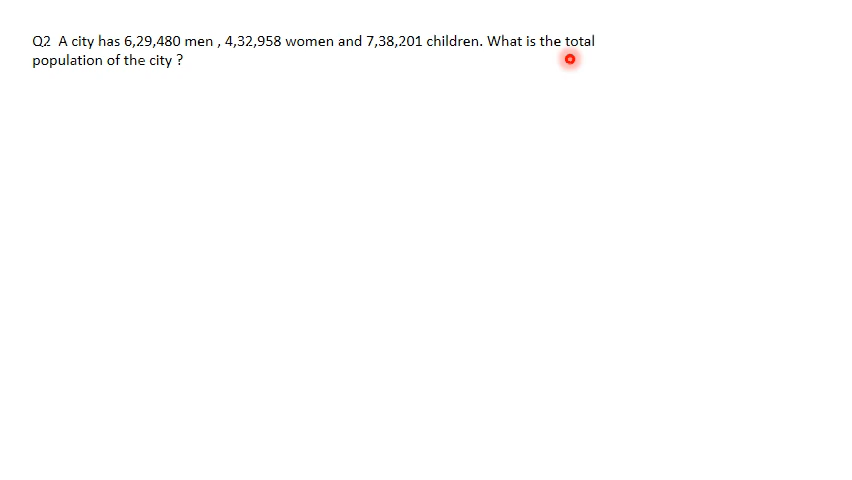 Q2  A city has 6,29,480 men , 4,32,958 women and 7,38,201 children. What is the total
population of the city ?